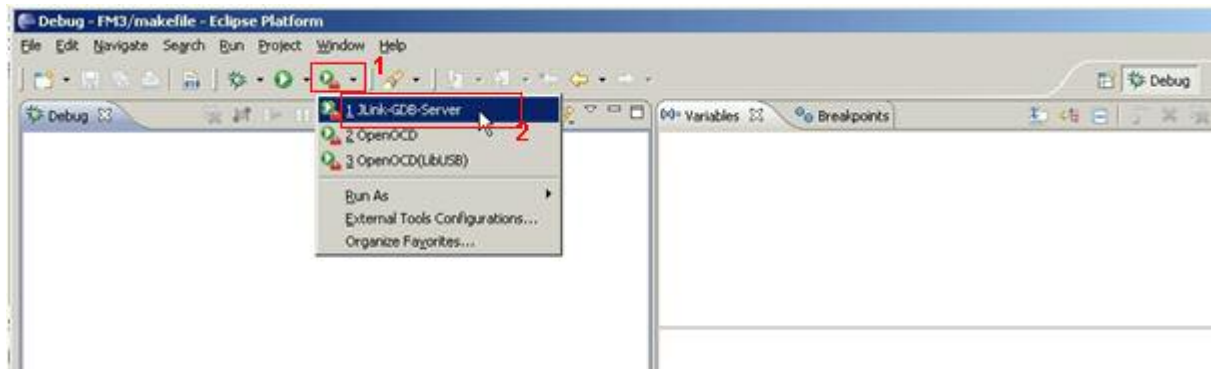 Debug - FM3/makefile - Eclipse Platform
File Edit Navigate Search Run Project Window Help
1
Debug
Debug
1 JLink-GDB-Server
2
2 OpenOCD
3 OpenOCD(LibUSB)
Run As
External Tools Configurations...
Organize Favorites...
(x)= Variables
Breakpoints